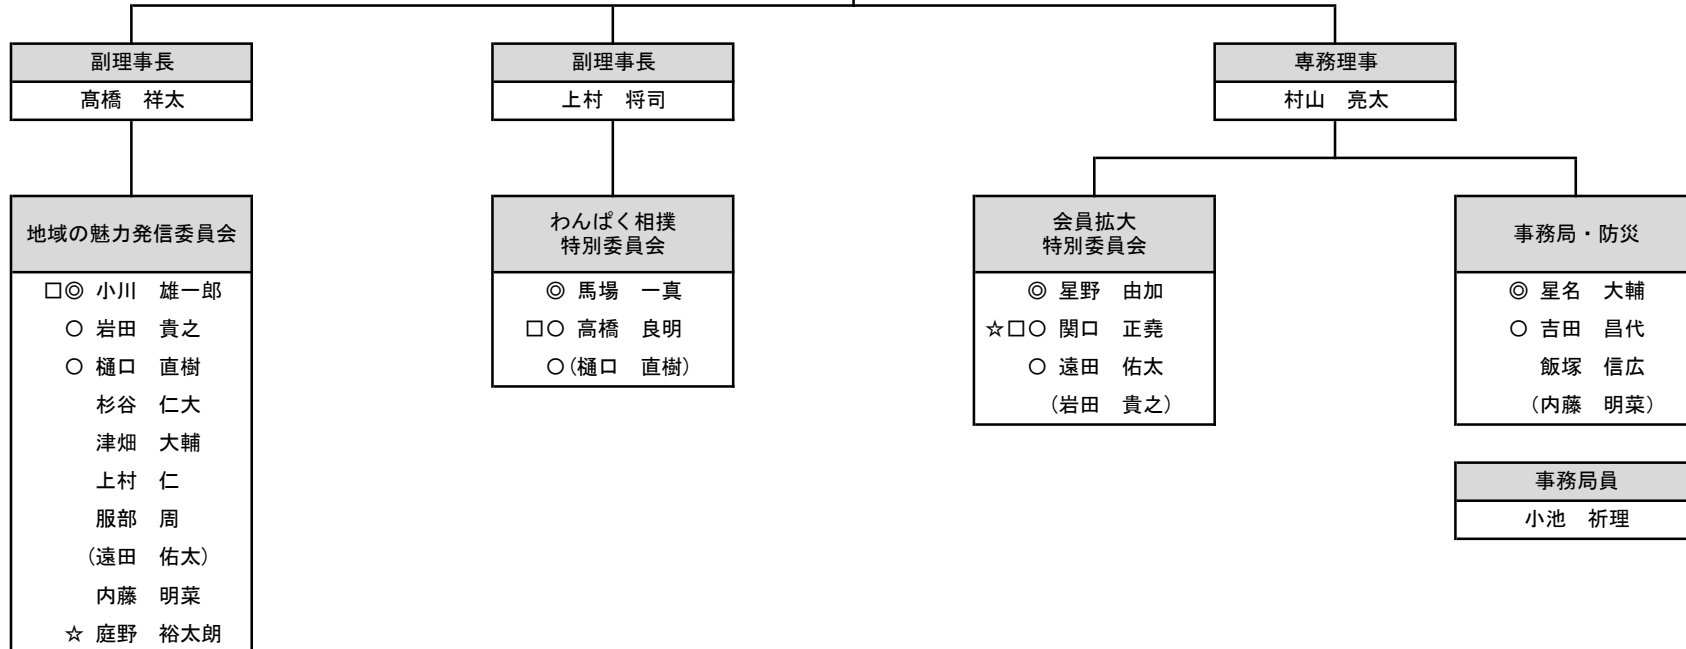 副理事長
髙橋　祥太
副理事長
上村　将司
専務理事
村山　亮太
地域の魅力発信委員会
□◎ 小川　雄一郎
○ 岩田　貴之
○ 樋口　直樹
杉谷　仁大
津畑　大輔
上村　仁
服部　周
（遠田　佑太）
内藤　明菜
☆ 庭野　裕太朗
わんぱく相撲
特別委員会
◎ 馬場　一真
□○ 高橋　良明
○（樋口　直樹）
会員拡大
特別委員会
◎ 星野　由加
☆□○ 関口　正堯
○ 遠田　佑太
（岩田　貴之）
事務局・防災
◎ 星名　大輔
○ 吉田　昌代
飯塚　信広
（内藤　明菜）
事務局員
小池　祈理